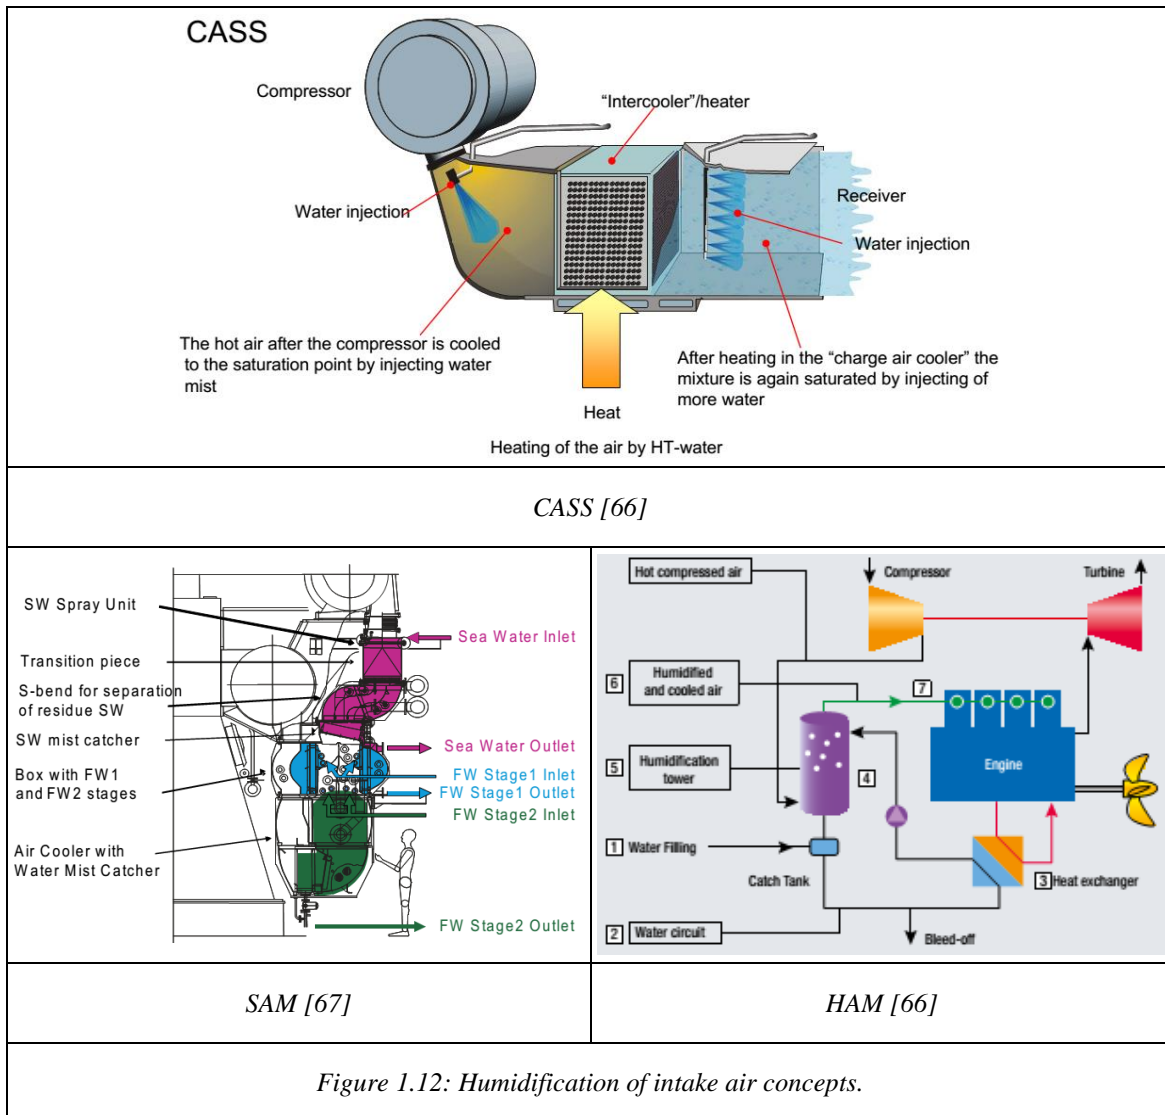 CASS
Compressor
“Intercooler”/heater
Water injection
Receiver
Water injection
The hot air after the compressor is cooled
to the saturation point by injecting water
mist
After heating in the “charge air cooler” the
mixture is again saturated by injecting of
more water
Heat
Heating of the air by HT-water
CASS [66]
SW Spray Unit
Transition piece
S-bend for separation
of residue SW
SW mist catcher
Box with FW1
and FW2 stages
Air Cooler with
Water Mist Catcher
Sea Water Inlet
Sea Water Outlet
FW Stage1 Inlet
FW Stage1 Outlet
FW Stage2 Inlet
FW Stage2 Outlet
Hot compressed air
Compressor
Turbine
6
Humidified
and cooled air
7
5
Humidification
tower
4
Engine
1 Water Filling
Catch Tank
3 Heat exchanger
2 Water circuit
Bleed-off
SAM [67]
HAM [66]
Figure 1.12: Humidification of intake air concepts.